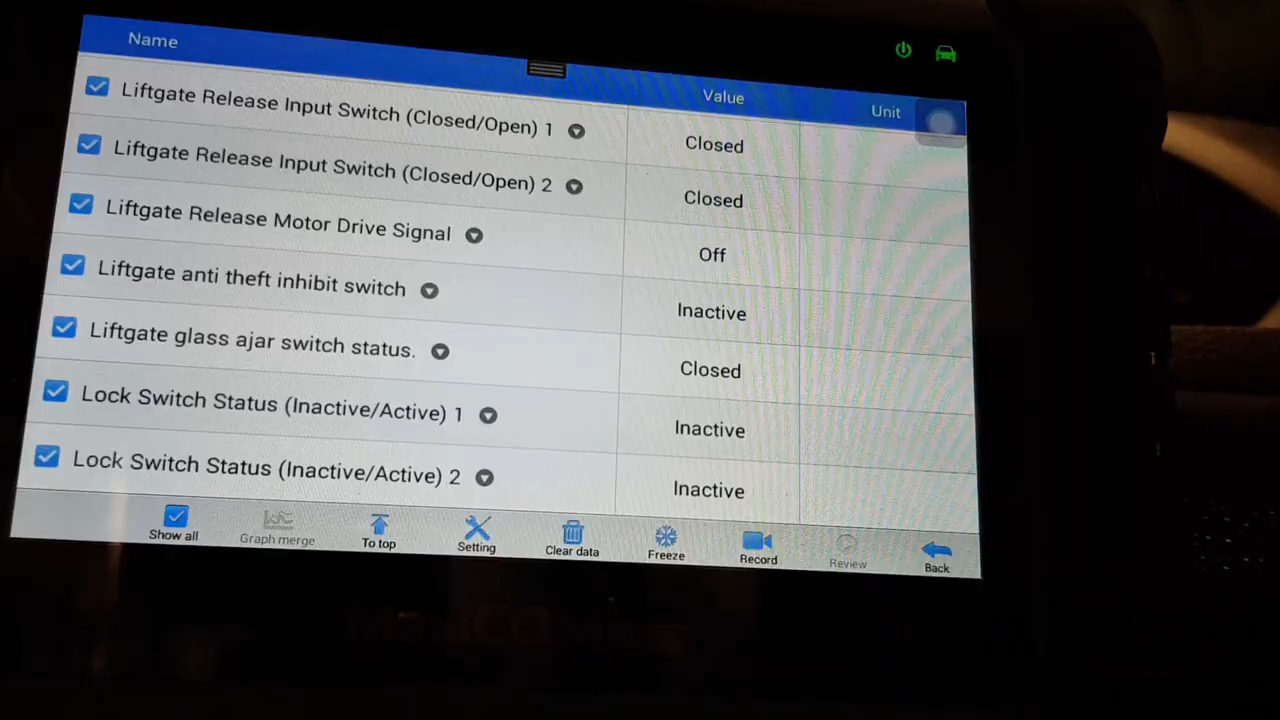 Name Value Unit
Liftgate Release Input Switch (Closed/Open) 1 Closed
Liftgate Release Input Switch (Closed/Open) 2 Closed
Liftgate Release Motor Drive Signal Off
Liftgate anti theft inhibit switch Inactive
Liftgate glass ajar switch status. Closed
Lock Switch Status (Inactive/Active) 1 Inactive
Lock Switch Status (Inactive/Active) 2 Inactive
Show all Graph merge To top Setting Clear data Freeze Record Review Back